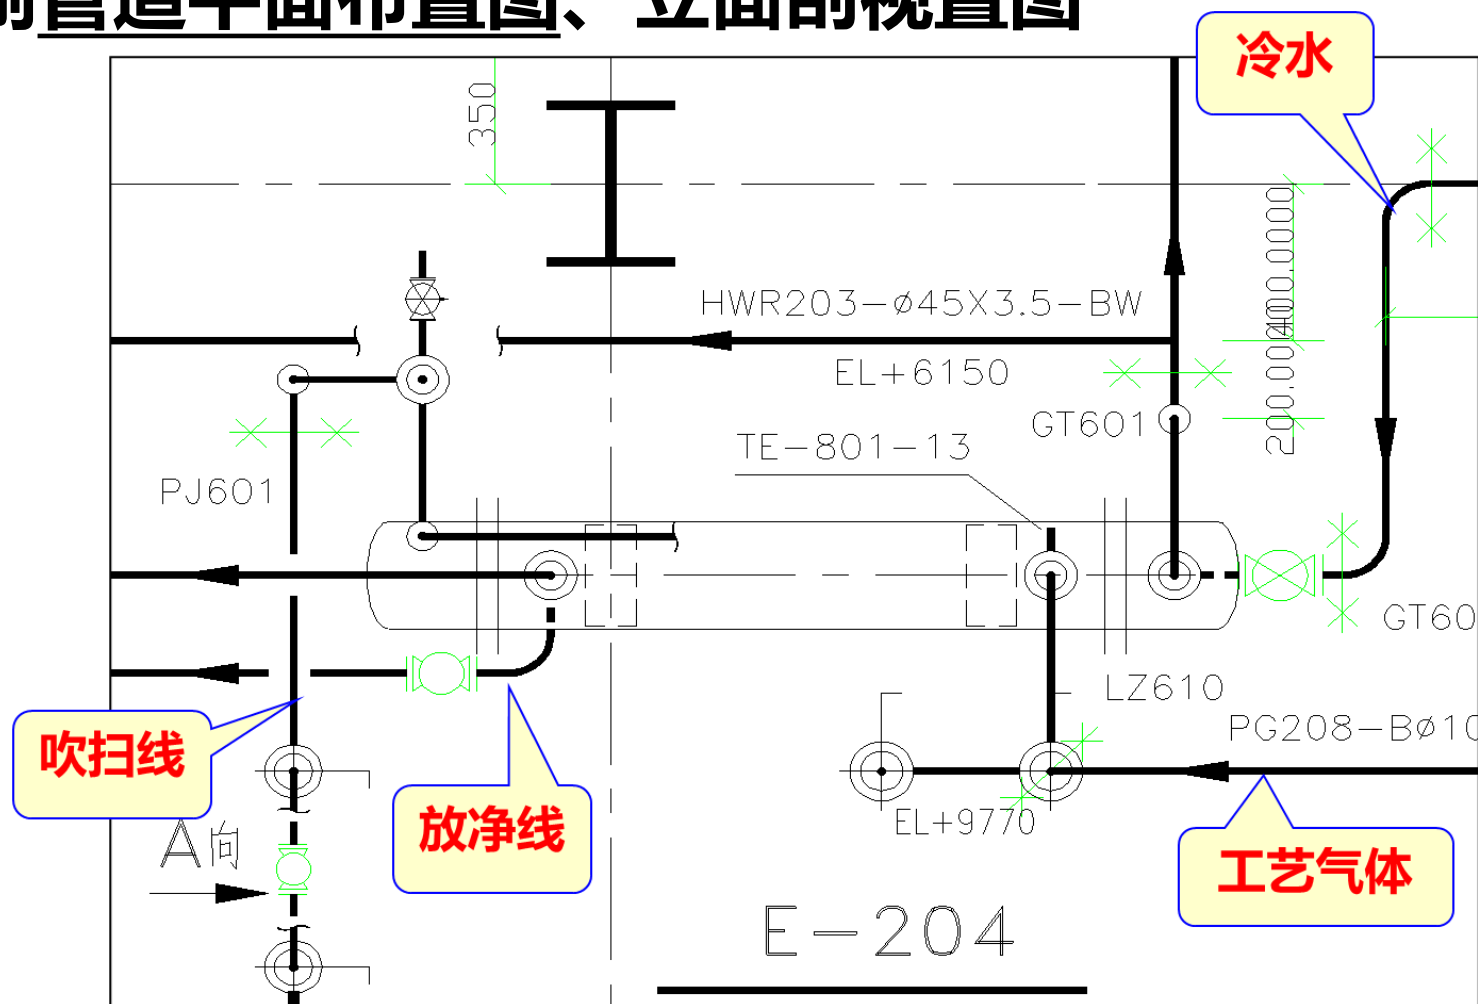 管道平面布置图、立面剖视置图
冷水
350
HWR203-ø45X3.5-BW
EL+6150
GT601
TE-801-13
PJ601
LZ610
GT60
PG208-Bø10
吹扫线
放净线
EL+9770
工艺气体
A向
E-204